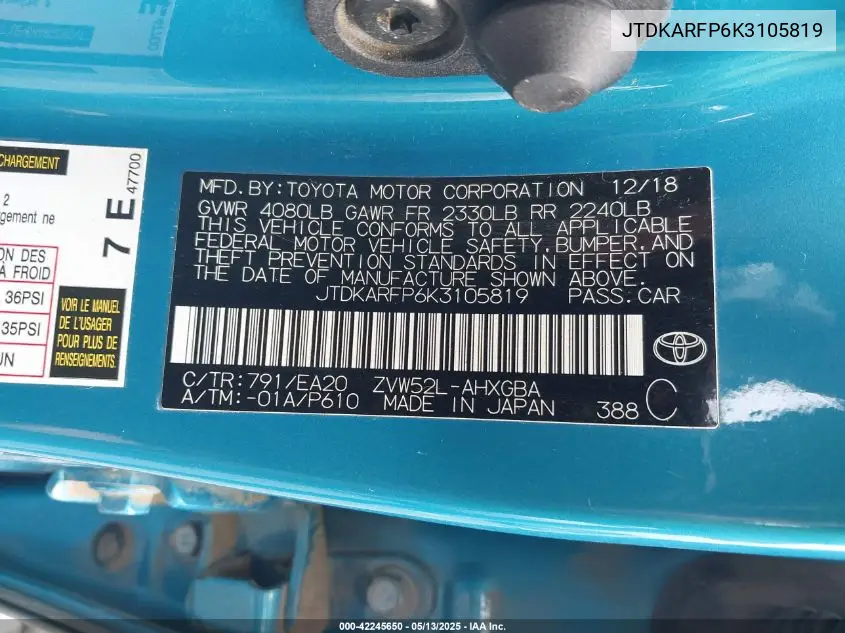 JTDKARFP6K3105819
CHARGEMENT
2
rgement ne
7 E
47700
ON DES
À FROID
36PSI
35PSI
UN
VOIR LE MANUEL
DE L'USAGER
POUR PLUS DE
RENSEIGNEMENTS.
MFD. BY: TOYOTA MOTOR CORPORATION 12/18
GVWR 4080LB GAWR FR 2330LB RR 2240LB
THIS VEHICLE CONFORMS TO ALL APPLICABLE
FEDERAL MOTOR VEHICLE SAFETY, BUMPER, AND
THEFT PREVENTION STANDARDS IN EFFECT ON
THE DATE OF MANUFACTURE SHOWN ABOVE.
JTDKARFP6K3105819 PASS. CAR
C/TR: 791/EA20 ZVW52L-AHXGBA
A/TM: -01A/P610 MADE IN JAPAN 388 C
000-42245650 - 05/13/2025 - IAA Inc.